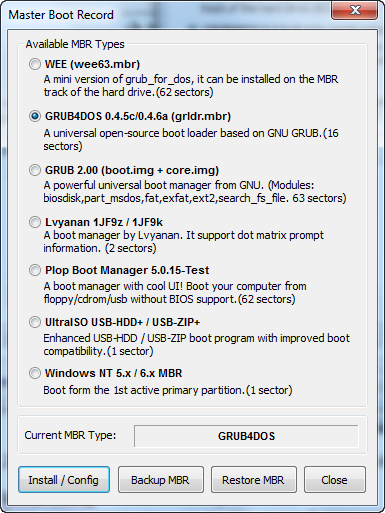 Master Boot Record
Available MBR Types
WEE (wee63.mbr)
A mini version of grub_for_dos, it can be installed on the MBR
track of the hard drive.(62 sectors)
GRUB4DOS 0.4.5c/0.4.6a (grldr.mbr)
A universal open-source boot loader based on GNU GRUB.(16
sectors)
GRUB 2.00 (boot.img + core.img)
A powerful universal boot manager from GNU. (Modules:
biosdisk,part_msdos,fat,exfat,ext2,search_fs_file. 63 sectors)
Lvyanan 1JF9z / 1JF9k
A boot manager by Lvyanan. It support dot matrix prompt
information. (2 sectors)
Plop Boot Manager 5.0.15-Test
A boot manager with cool UI! Boot your computer from
floppy/cdrom/usb without BIOS support.(62 sectors)
UltraISO USB-HDD+ / USB-ZIP+
Enhanced USB-HDD / USB-ZIP boot program with improved boot
compatibility.(1 sector)
Windows NT 5.x / 6.x MBR
Boot form the 1st active primary partition.(1 sector)
Current MBR Type: GRUB4DOS
Install / Config Backup MBR Restore MBR Close